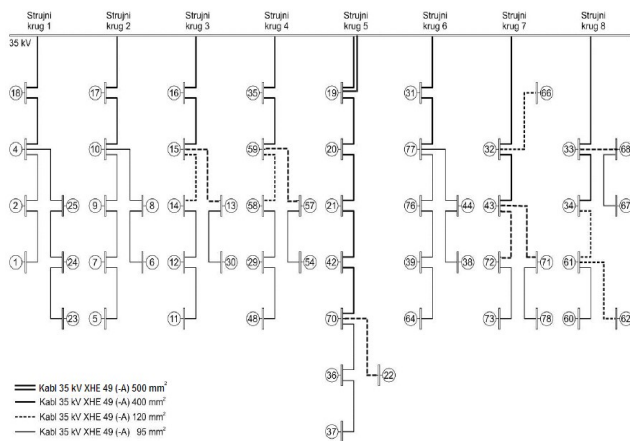 Strujni Strujni Strujni Strujni Strujni Strujni Strujni Strujni
krug 1 krug 2 krug 3 krug 4 krug 5 krug 6 krug 7 krug 8
35 kV
18 17 16 35 19 31 66
4 10 15 59 20 77 32 33 68
2 25 9 8 14 13 58 57 21 76 44 43 34 67
1 24 7 6 12 30 29 54 42 39 38 72 71 61
23 5 11 48 70 64 73 78 60 62
36 22
37
Kabl 35 kV XHE 49 (-A) 500 mm²
Kabl 35 kV XHE 49 (-A) 400 mm²
Kabl 35 kV XHE 49 (-A) 120 mm²
Kabl 35 kV XHE 49 (-A) 95 mm²